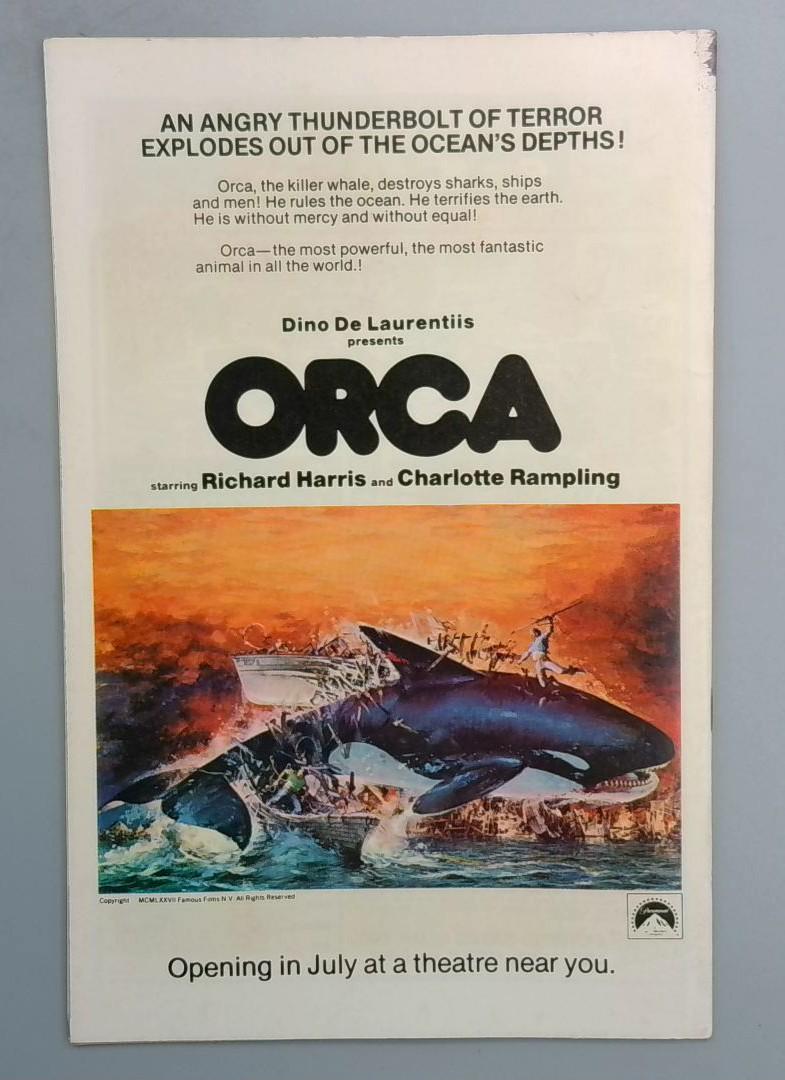 AN ANGRY THUNDERBOLT OF TERROR
EXPLODES OUT OF THE OCEAN'S DEPTHS!
Orca, the killer whale, destroys sharks, ships
and men! He rules the ocean. He terrifies the earth.
He is without mercy and without equal!
Orca—the most powerful, the most fantastic
animal in all the world.!
Dino De Laurentiis
presents
ORCA
starring Richard Harris and Charlotte Rampling
Copyright MCMLXXVII Famous Films N.V. All Rights Reserved
Paramount
Opening in July at a theatre near you.